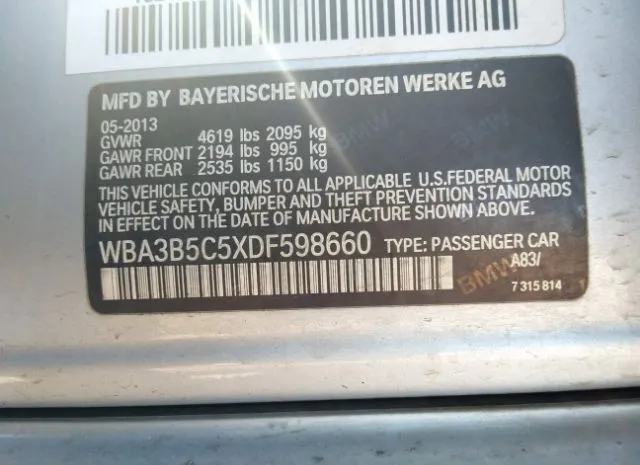 MFD BY BAYERISCHE MOTOREN WERKE AG
05-2013
GVWR 4619 lbs 2095 kg
GAWR FRONT 2194 lbs 995 kg
GAWR REAR 2535 lbs 1150 kg
THIS VEHICLE CONFORMS TO ALL APPLICABLE U.S.FEDERAL MOTOR
VEHICLE SAFETY, BUMPER AND THEFT PREVENTION STANDARDS
IN EFFECT ON THE DATE OF MANUFACTURE SHOWN ABOVE.
WBA3B5C5XDF598660 TYPE: PASSENGER CAR
A83/
BMW
7 315 814
BMW
BMW